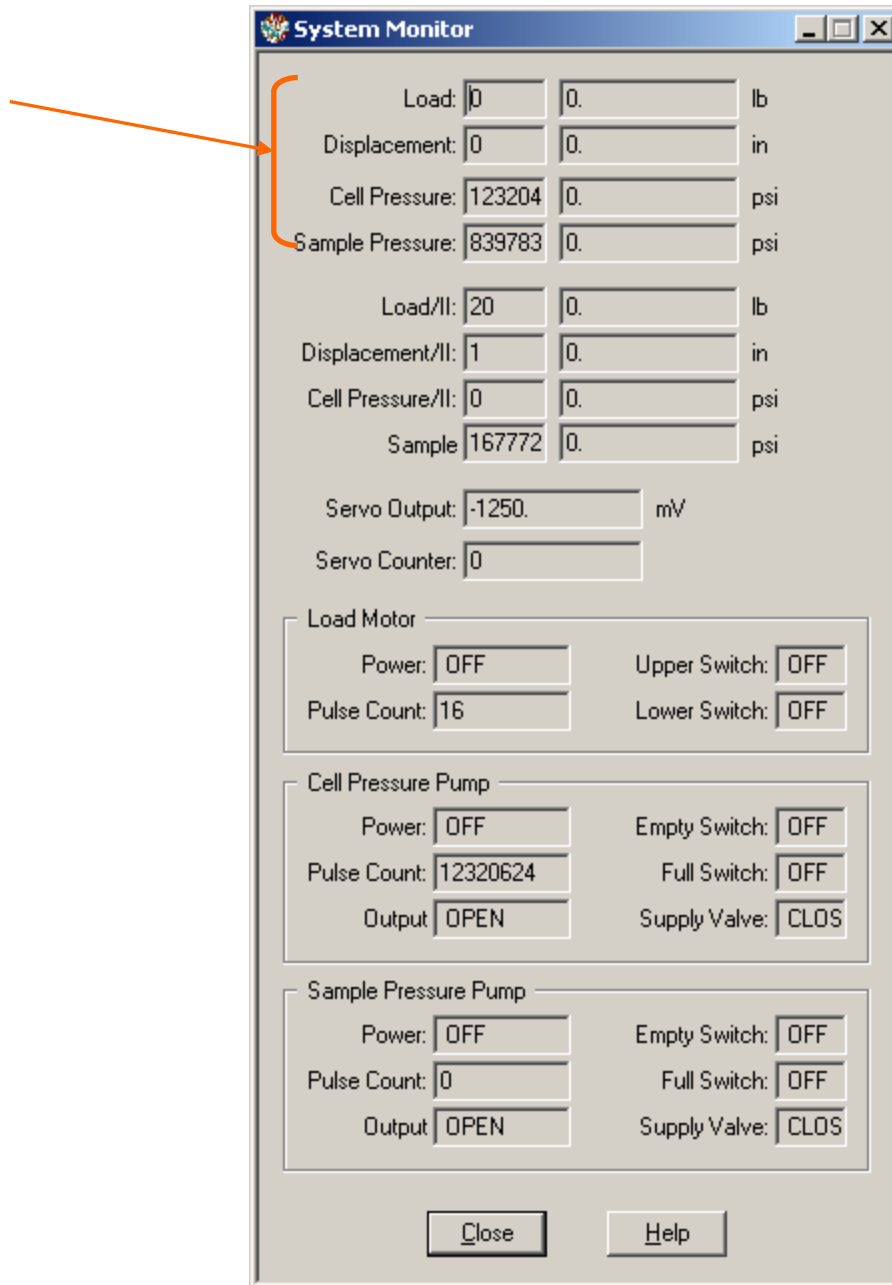 System Monitor
Load: 0 0. lb
Displacement: 0 0. in
Cell Pressure: 123204 0. psi
Sample Pressure: 839783 0. psi
Load/II: 20 0. lb
Displacement/II: 1 0. in
Cell Pressure/II: 0 0. psi
Sample 167772 0. psi
Servo Output: -1250. mV
Servo Counter: 0
Load Motor
Power: OFF Upper Switch: OFF
Pulse Count: 16 Lower Switch: OFF
Cell Pressure Pump
Power: OFF Empty Switch: OFF
Pulse Count: 12320624 Full Switch: OFF
Output OPEN Supply Valve: CLOS
Sample Pressure Pump
Power: OFF Empty Switch: OFF
Pulse Count: 0 Full Switch: OFF
Output OPEN Supply Valve: CLOS
Close Help